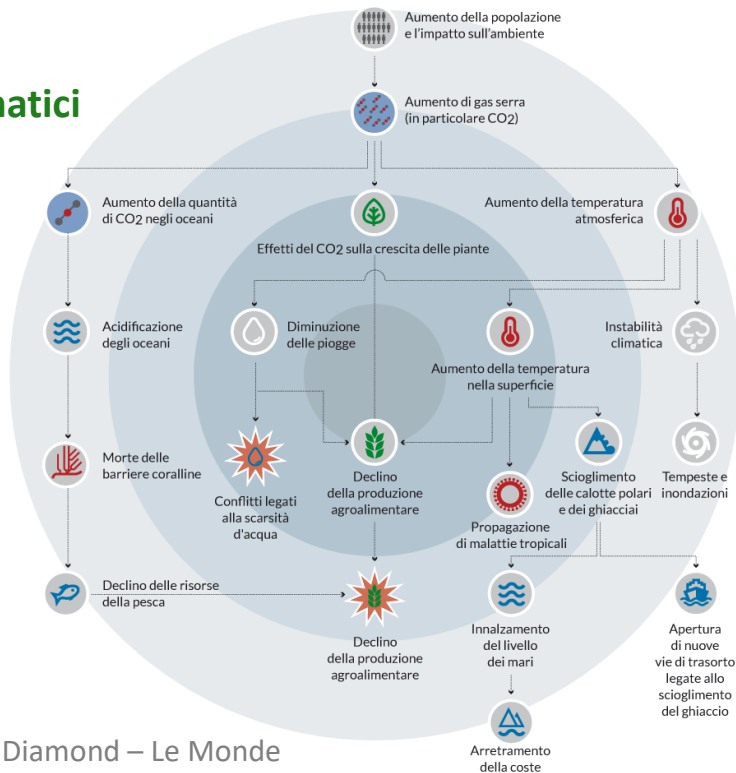 Aumento della popolazione
e l'impatto sull'ambiente
matici
Aumento di gas serra
(in particolare CO2)
Aumento della quantità
di CO2 negli oceani
Aumento della temperatura
atmosferica
Effetti del CO2 sulla crescita delle piante
Acidificazione
degli oceani
Diminuzione
delle piogge
Instabilità
climatica
Aumento della temperatura
nella superficie
Morte delle
barriere coralline
Conflitti legati
alla scarsità
d'acqua
Declino
della produzione
agroalimentare
Propagazione
di malattie tropicali
Scioglimento
delle calotte polari
e dei ghiacciai
Tempeste e
inondazioni
Declino delle risorse
della pesca
Declino
della produzione
agroalimentare
Innalzamento
del livello
dei mari
Apertura
di nuove
vie di trasorto
legate allo
scioglimento
del ghiaccio
Arretramento
della coste
Diamond – Le Monde